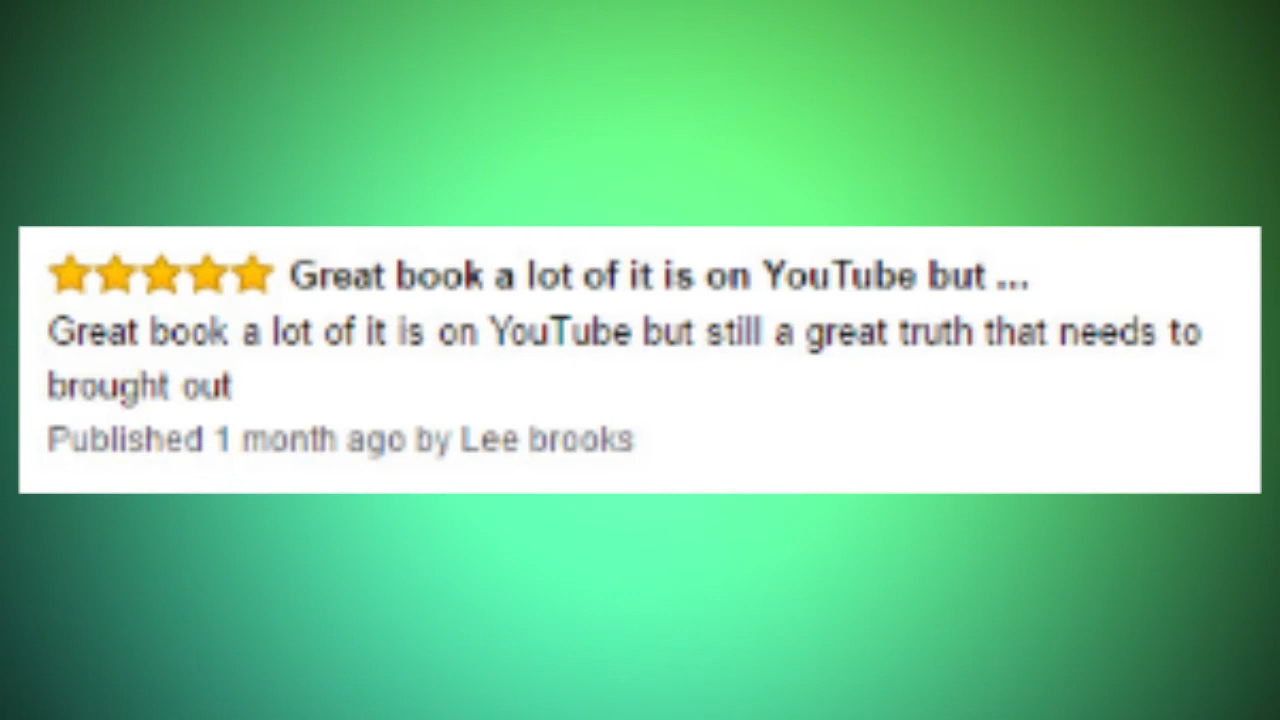 Great book a lot of it is on YouTube but ...
Great book a lot of it is on YouTube but still a great truth that needs to
brought out
Published 1 month ago by Lee brooks